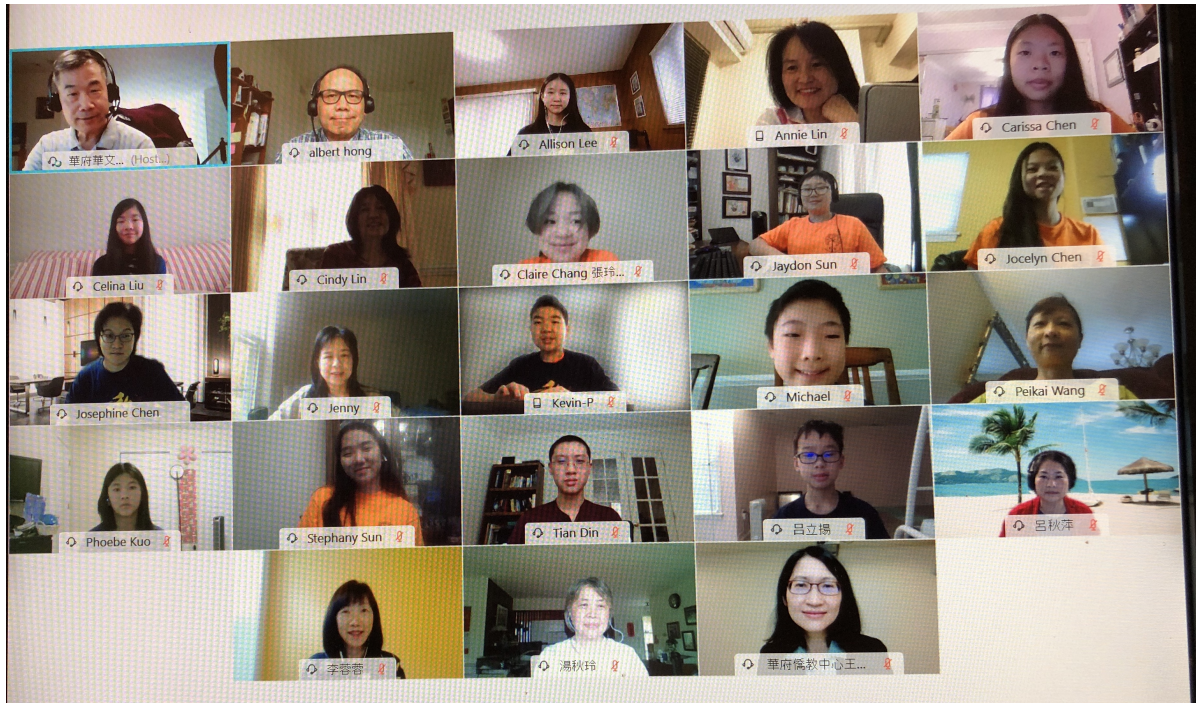 華府華文... (Host...)
albert hong
Allison Lee
Annie Lin
Carissa Chen
Celina Liu
Cindy Lin
Claire Chang 張玲...
Jaydon Sun
Jocelyn Chen
Josephine Chen
Jenny
Kevin-P
Michael
Peikai Wang
Phoebe Kuo
Stephany Sun
Tian Din
呂立揚
呂秋萍
李蓉蓉
湯秋玲
華府僑教中心王...